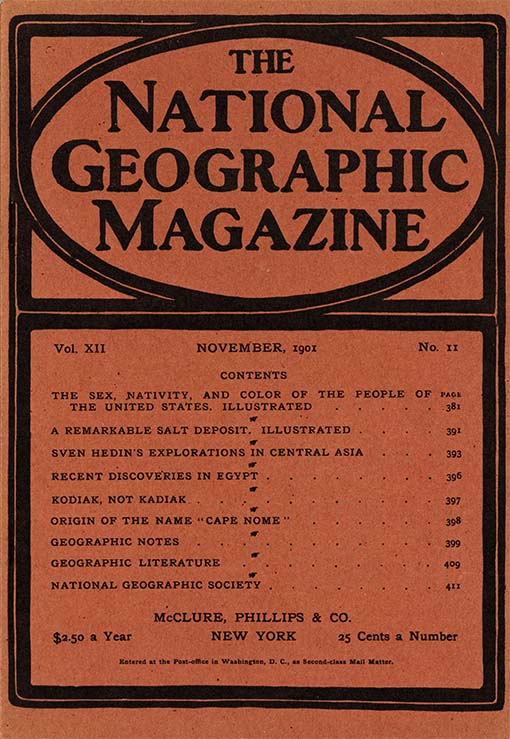 THE
NATIONAL
GEOGRAPHIC
MAGAZINE
Vol. XII NOVEMBER, 1901 No. 11
CONTENTS
THE SEX, NATIVITY, AND COLOR OF THE PEOPLE OF PAGE
THE UNITED STATES. ILLUSTRATED . . . . . 381
A REMARKABLE SALT DEPOSIT. ILLUSTRATED . . . . 391
SVEN HEDIN'S EXPLORATIONS IN CENTRAL ASIA . . . 393
RECENT DISCOVERIES IN EGYPT . . . . . . . . 396
KODIAK, NOT KADIAK . . . . . . . . . . . 397
ORIGIN OF THE NAME "CAPE NOME" . . . . . . . 398
GEOGRAPHIC NOTES . . . . . . . . . . . . 399
GEOGRAPHIC LITERATURE . . . . . . . . . 409
NATIONAL GEOGRAPHIC SOCIETY . . . . . . . . 411
McCLURE, PHILLIPS & CO.
$2.50 a Year NEW YORK 25 Cents a Number
Entered at the Post-office in Washington, D. C., as Second-class Mail Matter.